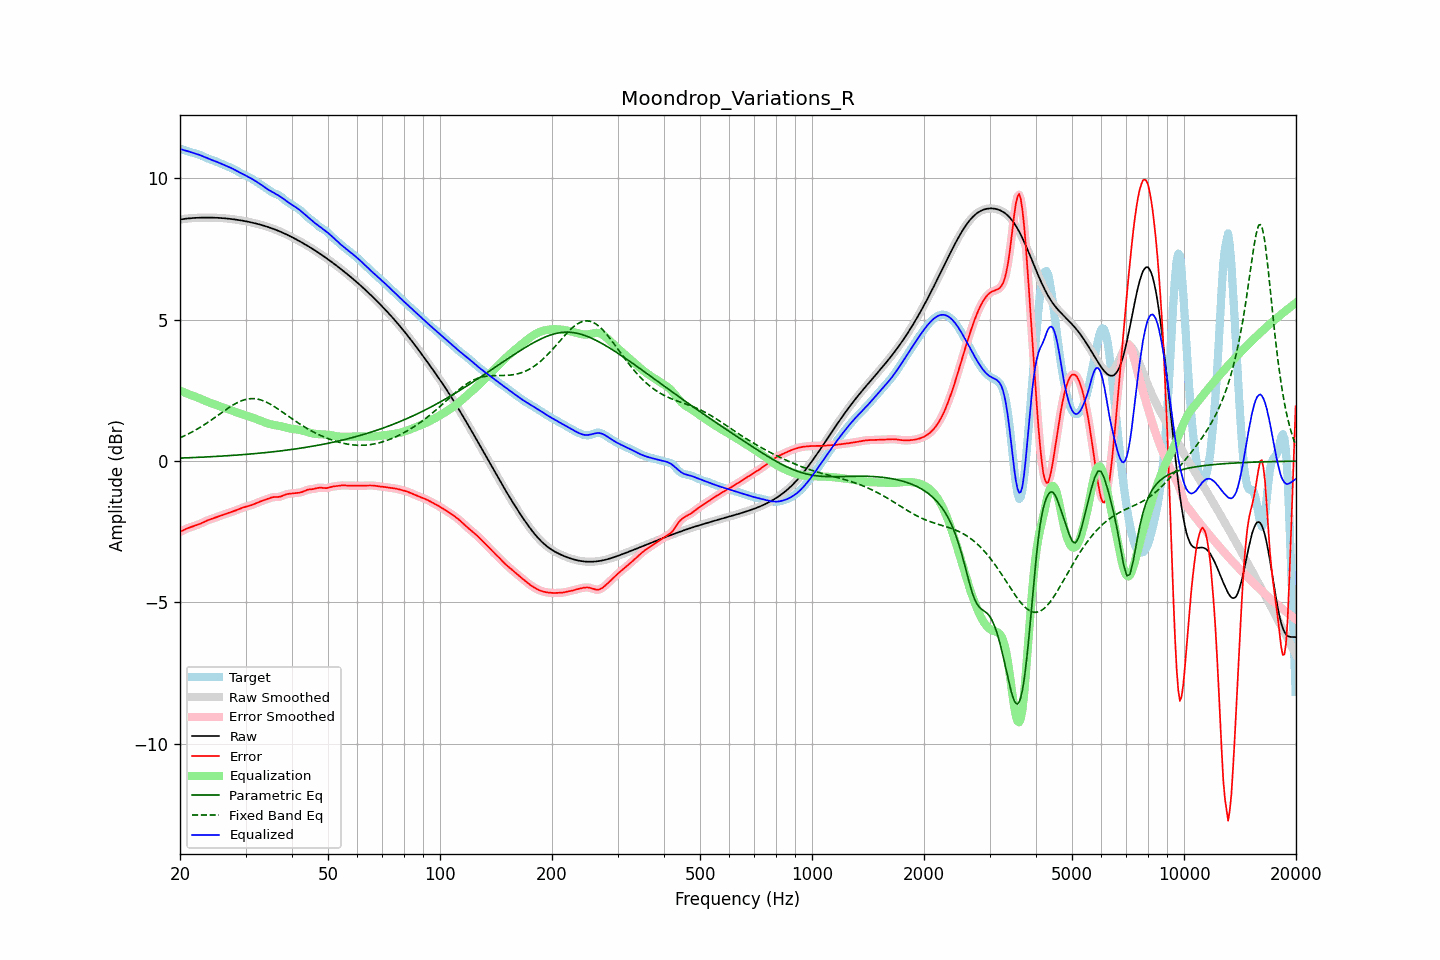 Moondrop_Variations_R
Amplitude (dBr)
10
5
0
−5
−10
Target
Raw Smoothed
Error Smoothed
Raw
Error
Equalization
Parametric Eq
Fixed Band Eq
Equalized
20
50
100
200
500
1000
2000
5000
10000
20000
Frequency (Hz)